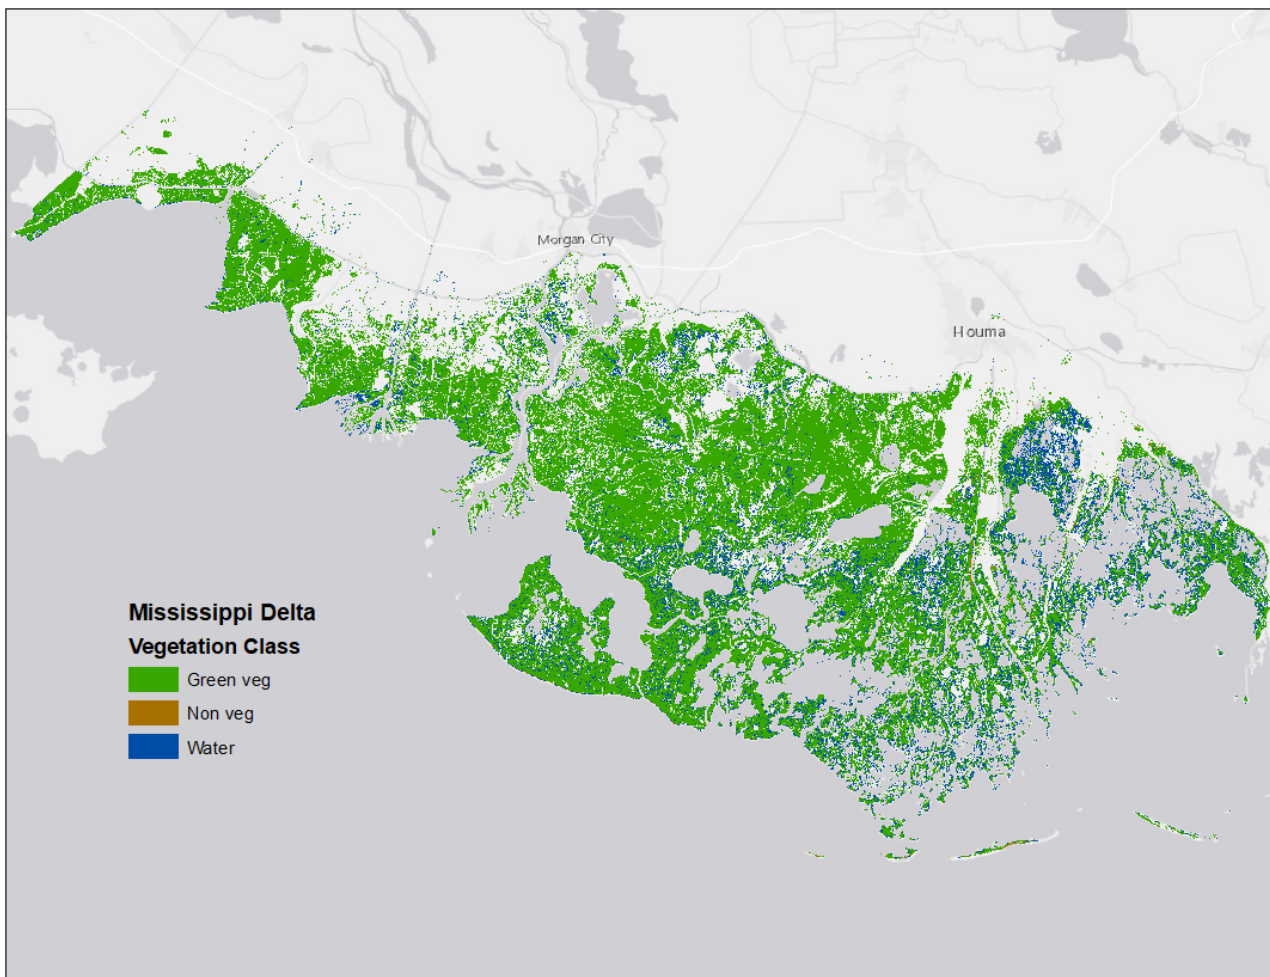 Morgan City
Houma
Mississippi Delta
Vegetation Class
Green veg
Non veg
Water